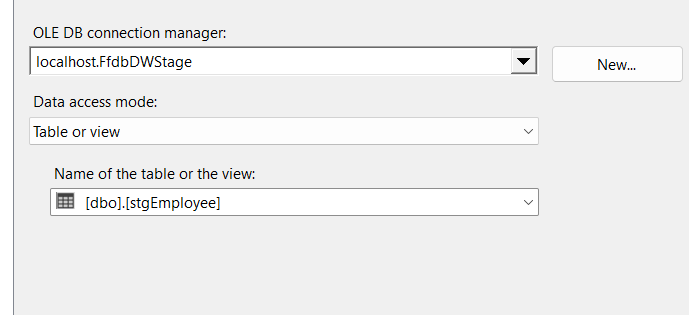 OLE DB connection manager:
localhost.FfdbDWStage
New...
Data access mode:
Table or view
Name of the table or the view:
[dbo].[stgEmployee]